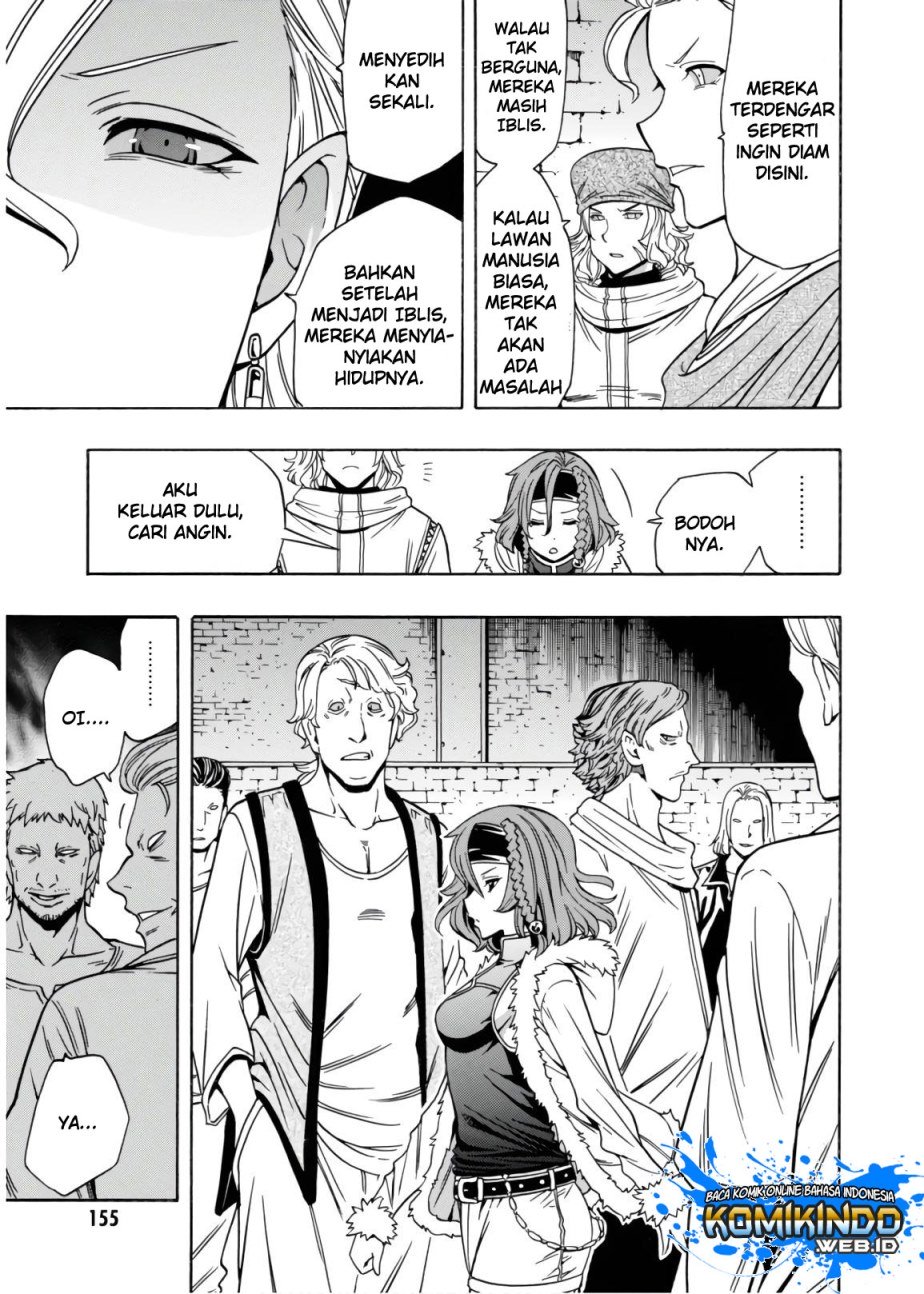 MEREKA
TERDENGAR
SEPERTI
INGIN DIAM
DISINI.
WALAU
TAK
BERGUNA,
MEREKA
MASIH
IBLIS.
KALAU
LAWAN
MANUSIA
BIASA,
MEREKA
TAK
AKAN
ADA
MASALAH
MENYEDIH
KAN
SEKALI.
BAHKAN
SETELAH
MENJADI IBLIS,
MEREKA MENYIA-
NYIAKAN
HIDUPNYA.
..........
BODOH
NYA.
AKU
KELUAR DULU,
CARI ANGIN.
..........
OI....
YA...
155
BACA KOMIK ONLINE BAHASA INDONESIA
KOMIKINDO
WEB.ID